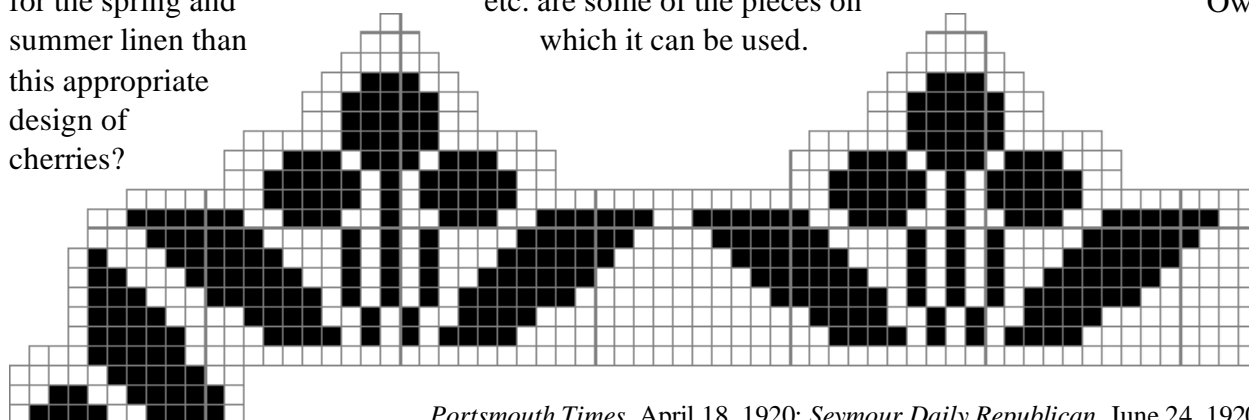 for the spring and
summer linen than
this appropriate
design of
cherries?
etc. are some of the pieces on
which it can be used.
Ow
Portsmouth Times, April 18, 1920; Seymour Daily Republican, June 24, 1920